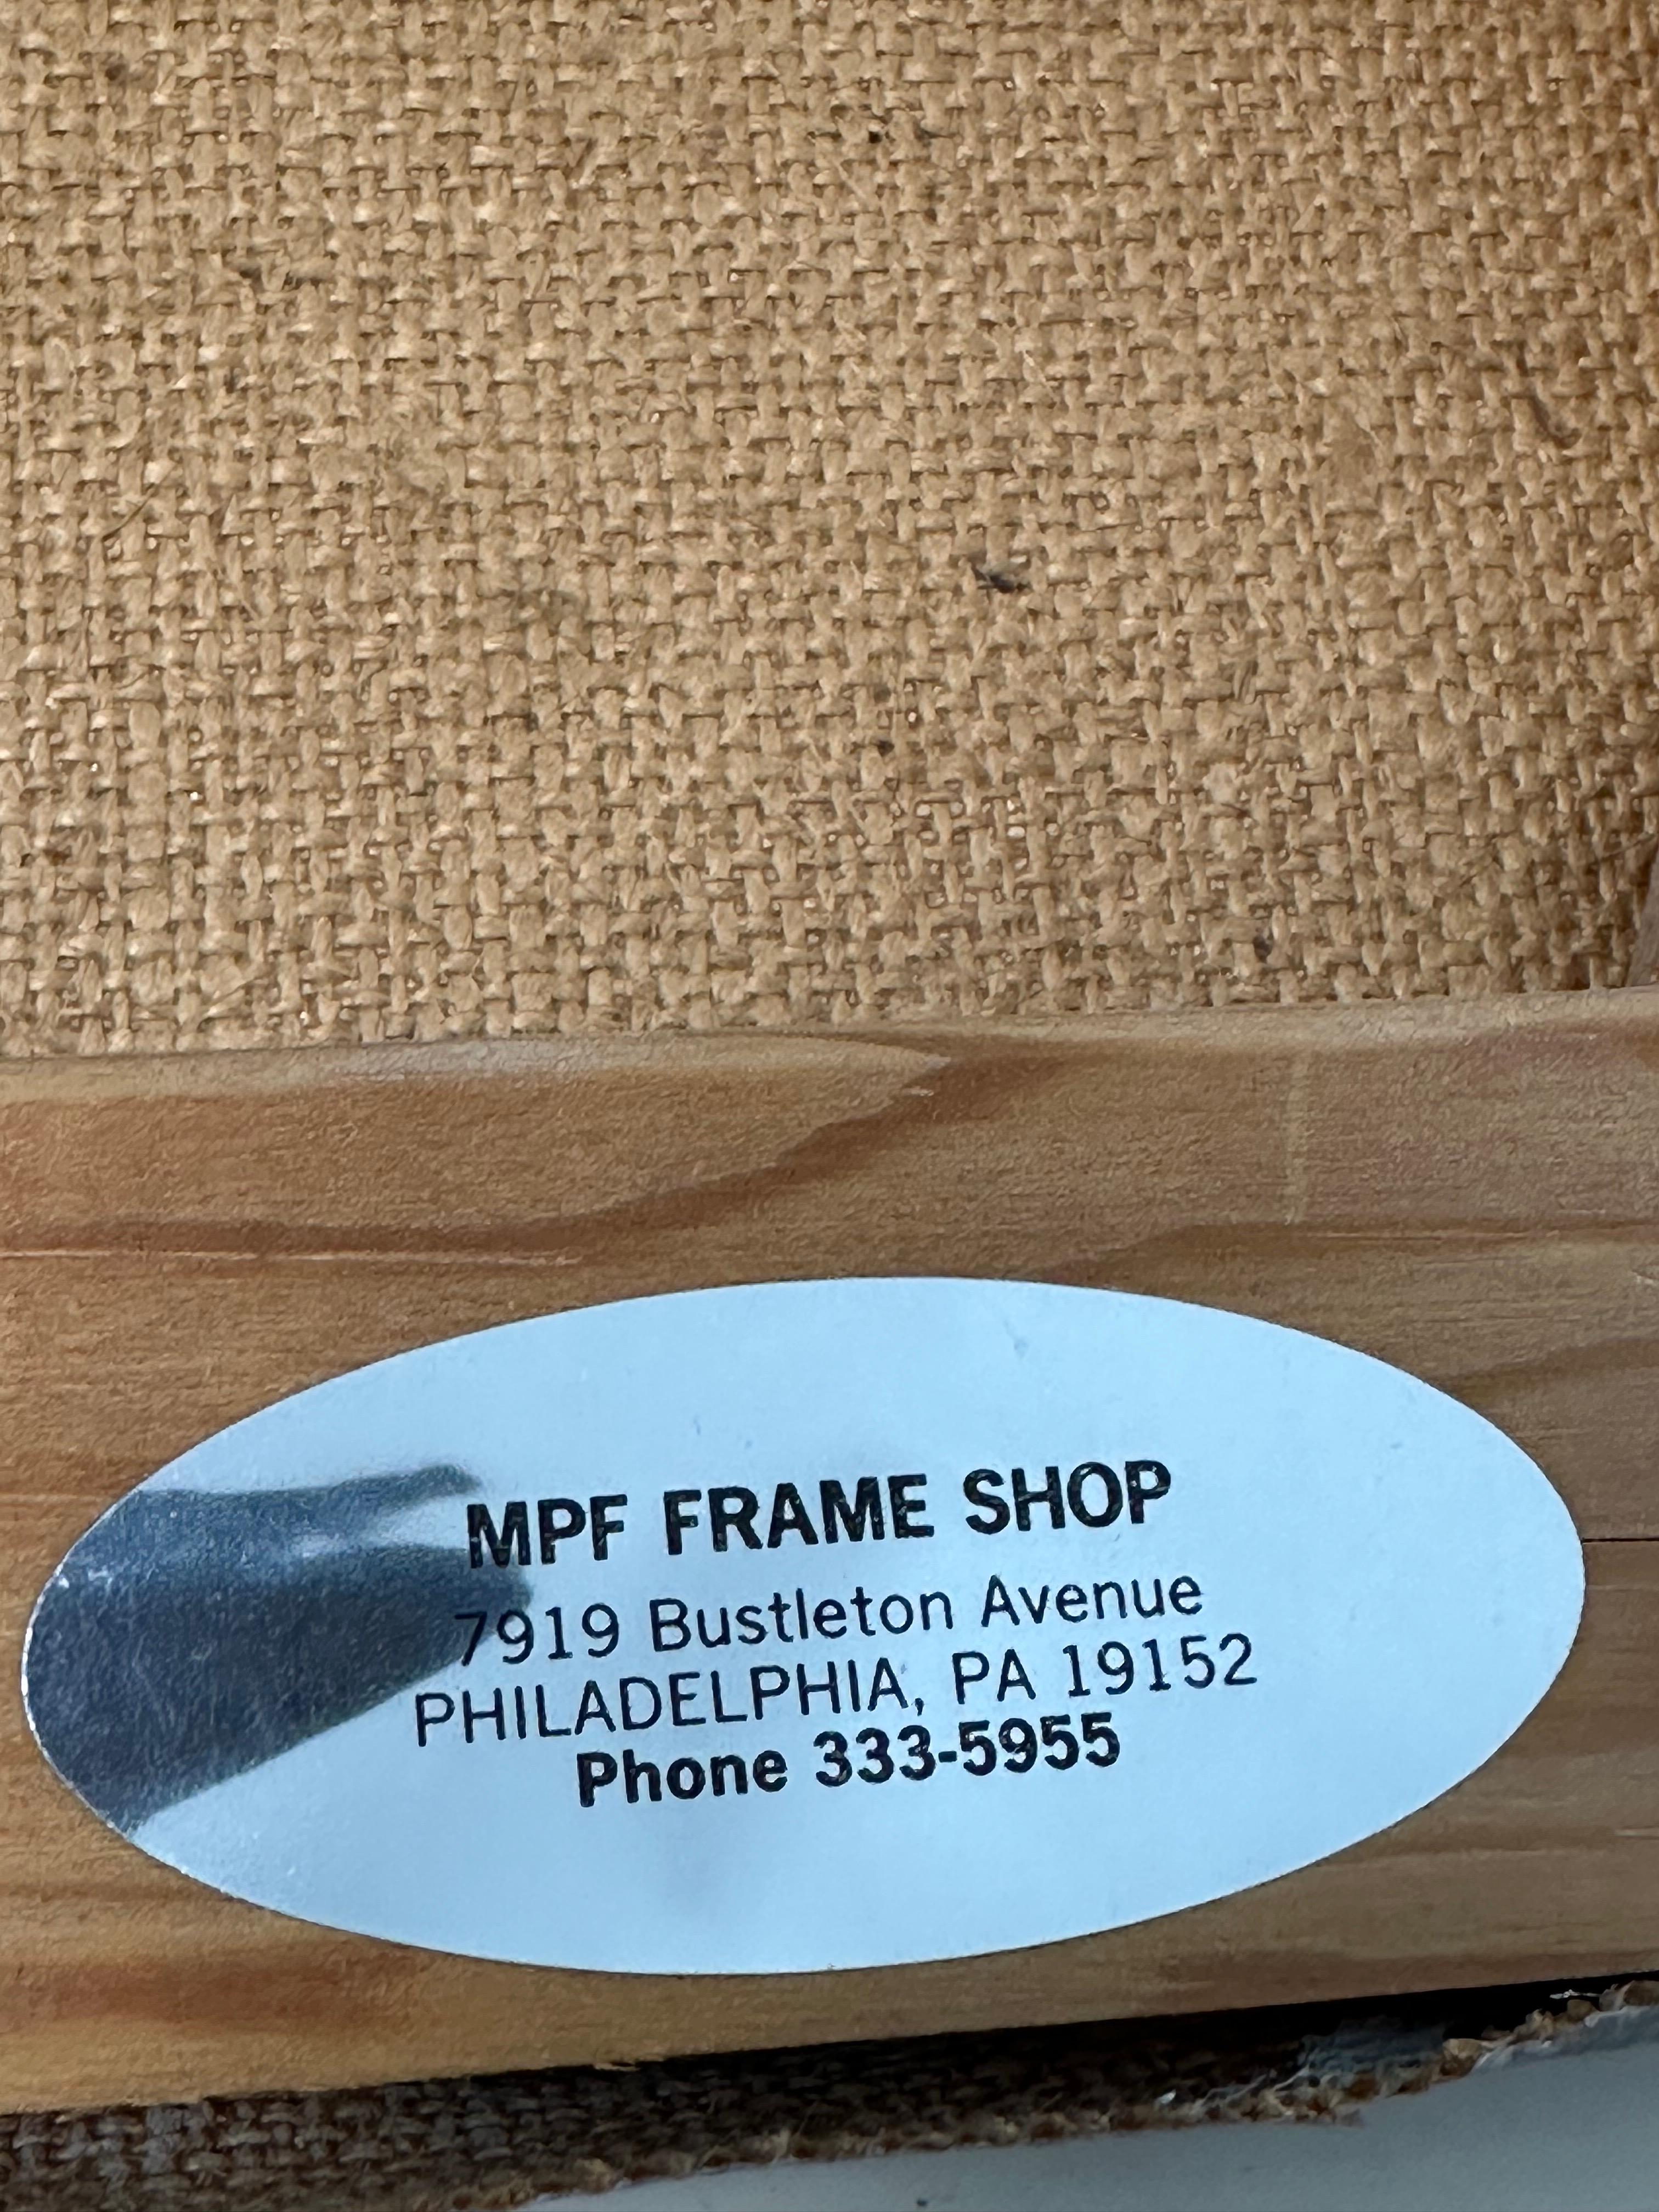 MPF FRAME SHOP
7919 Bustleton Avenue
PHILADELPHIA, PA 19152
Phone 333-5955